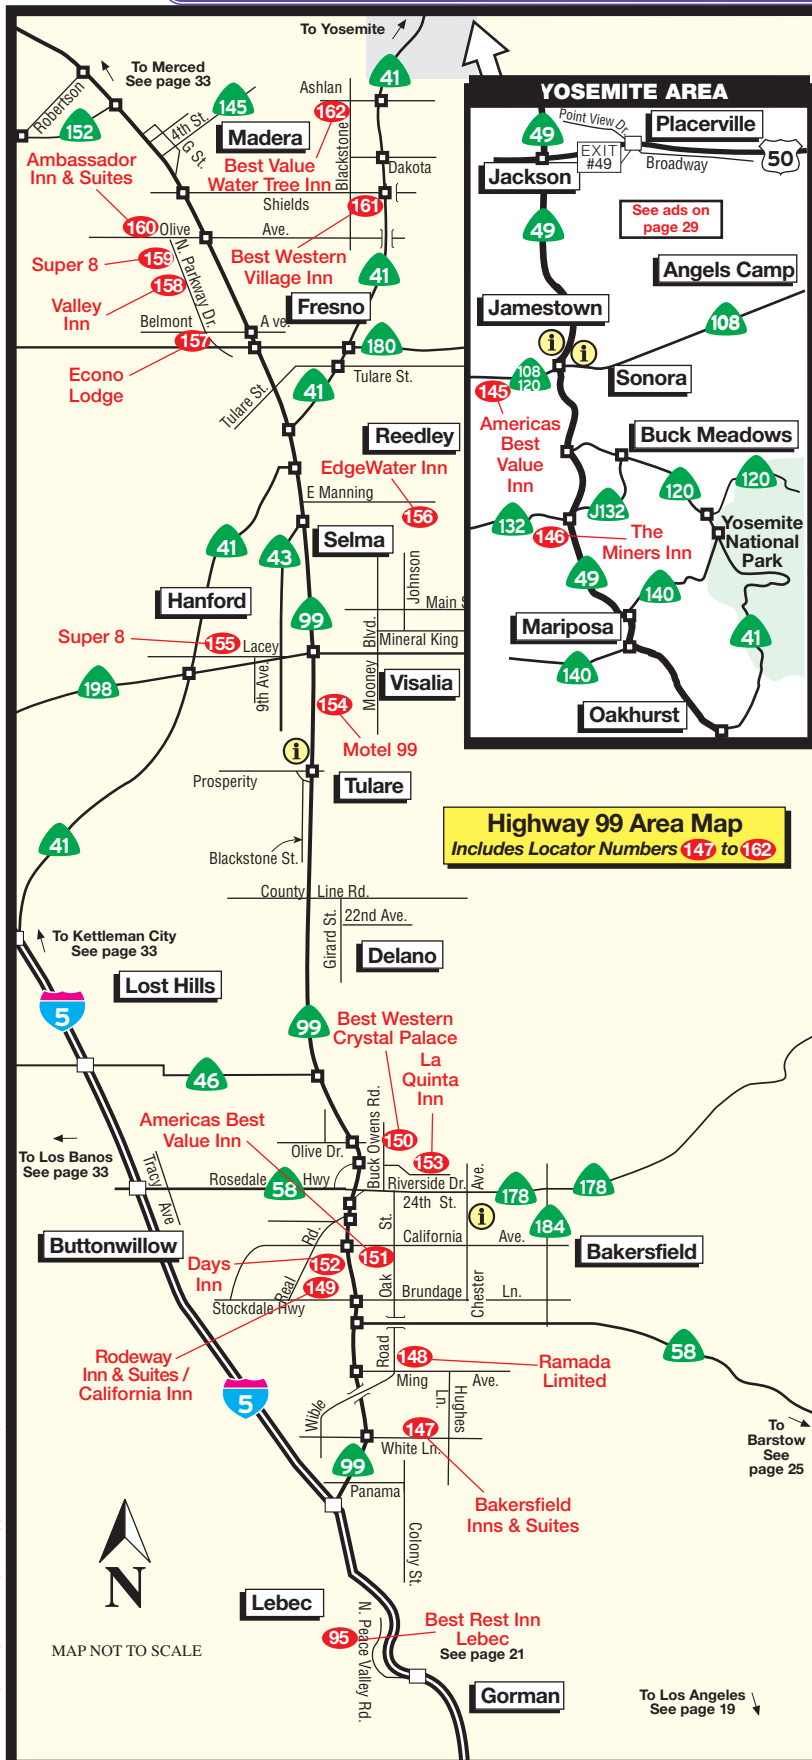 To Yosemite
To Merced
See page 33
Robertson
152
4th St.
145
G St.
Madera
Ashlan
41
162
Blackstone
Best Value
Water Tree Inn
Dakota
Ambassador
Inn & Suites
Shields
161
160
Olive
Ave.
Best Western
Village Inn
Super 8
159
N. Parkway Dr.
158
Valley
Inn
41
Fresno
Belmont
A ve.
157
180
Econo
Lodge
Tulare St.
Tulare St.
41
Reedley
EdgeWater Inn
E Manning
156
41
43
Selma
Hanford
Johnson
99
Main S
Blvd.
Mineral King
Super 8
155
Lacey
9th Ave.
198
Mooney
Visalia
154
Motel 99
i
Prosperity
Tulare
41
Blackstone St.
YOSEMITE AREA
49
Point View Dr.
Placerville
EXIT
#49
Broadway
50
Jackson
49
See ads on
page 29
Angels Camp
Jamestown
108
i
i
108
120
Sonora
145
Americas
Best
Value
Inn
Buck Meadows
120
120
J132
132
146
The
Miners Inn
Yosemite
National
Park
49
140
Mariposa
41
140
Oakhurst
Highway 99 Area Map
Includes Locator Numbers 147 to 162
County Line Rd.
Girard St.
22nd Ave.
To Kettleman City
See page 33
Delano
Lost Hills
5
99
Best Western
Crystal Palace
46
La
Quinta
Inn
Americas Best
Value Inn
Buck Owens Rd.
150
Olive Dr.
153
To Los Banos
See page 33
Tracy
Ave
Rosedale
58
Hwy
Riverside Dr.
Ave.
178
178
24th St.
St.
i
184
Buttonwillow
Rd.
California
Ave.
Bakersfield
Days
Inn
152
151
149
Real
Oak
Brundage
Chester
Ln.
Stockdale Hwy
Rodeway
Inn & Suites /
California Inn
Road
148
Ramada
Limited
58
5
Ming
Ave.
Wible
Hughes
Ln.
147
White Ln.
To
Barstow
See
page 25
99
Panama
Bakersfield
Inns & Suites
Colony St.
N
Lebec
N. Peace Valley Rd.
95
Best Rest Inn
Lebec
See page 21
MAP NOT TO SCALE
Gorman
To Los Angeles
See page 19